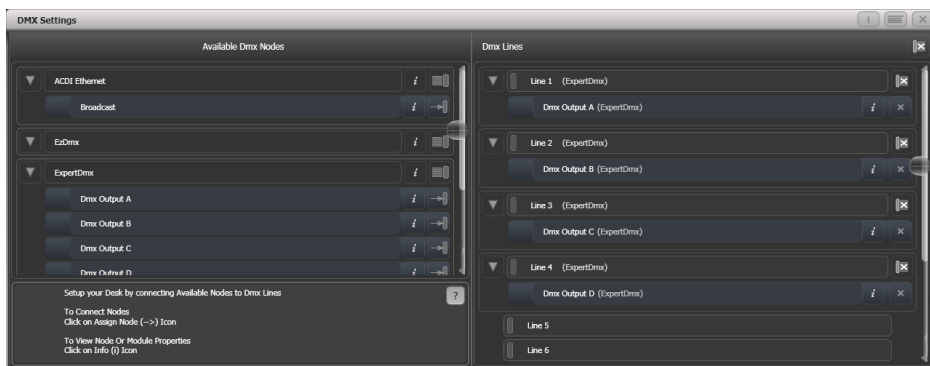 DMX Settings
Available Dmx Nodes
ACDI Ethernet
i
Broadcast
i
EzDmx
i
ExpertDmx
i
Dmx Output A
i
Dmx Output B
i
Dmx Output C
i
Dmx Output D
i
Setup your Desk by connecting Available Nodes to Dmx Lines
?
To Connect Nodes
Click on Assign Node (-->) Icon
To View Node Or Module Properties
Click on Info (i) Icon
i
Dmx Lines
Line 1 (ExpertDmx)
Dmx Output A (ExpertDmx)
i
Line 2 (ExpertDmx)
Dmx Output B (ExpertDmx)
i
Line 3 (ExpertDmx)
Dmx Output C (ExpertDmx)
i
Line 4 (ExpertDmx)
Dmx Output D (ExpertDmx)
i
Line 5
Line 6